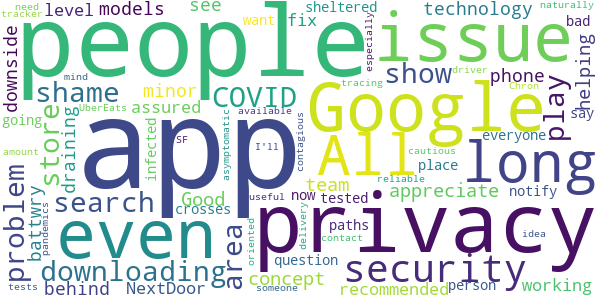 need
tracker
level
models
see
sheltered
technology
naturally
bad
downside
people
want
fix
especially
issue
helping
mind
shame
minor
COVID
show
phone
driver
say
UberEats
available
tracing
Chron
store
draining
assured
infected
SF
asymptomatic
app
I'll
contagious
Google
play
everyone
going
amount
battwry
pandemics
Good
All
cautious
place
notify
long
problem
search
crosses
area
useful
now
tested
reliable
team
appreciate
even
privacy
paths
idea
downloading
oriented
delivery
contact
question
security
person
tests
behind
NextDoor
concept
someone
recommended
working